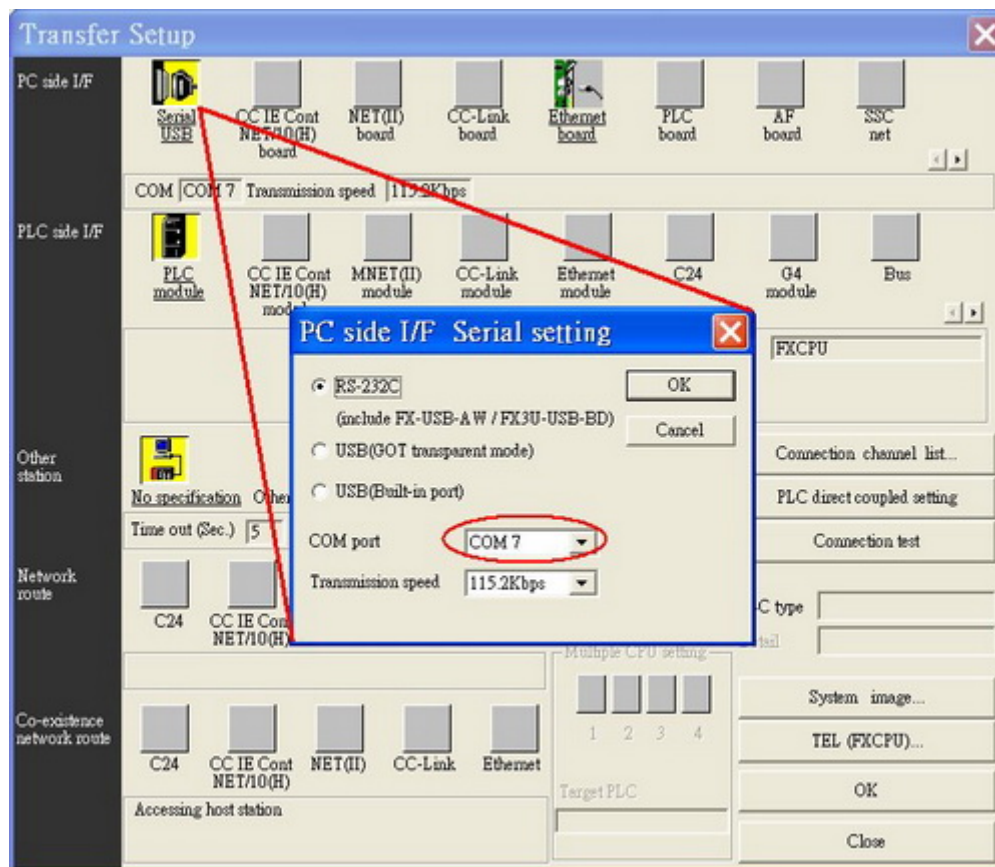 Transfer Setup
PC side I/F
Serial USB
CC IE Cont NET/10(H) board
NET(II) board
CC-Link board
Ethernet board
PLC board
AF board
SSC net
COM COM 7 Transmission speed 115.2Kbps
PLC side I/F
PLC module
CC IE Cont NET/10(H)
MNET(II) module
CC-Link module
Ethernet module
C24
G4 module
Bus
FXCPU
PC side I/F Serial setting
RS-232C
(include FX-USB-AW / FX3U-USB-BD)
USB(GOT transparent mode)
USB(Built-in port)
COM port COM 7
Transmission speed 115.2Kbps
OK
Cancel
Other station
No specification
Time out (Sec.) 5
Connection channel list...
PLC direct coupled setting
Connection test
Network route
C24
CC IE Con
NET/10(H)
C type
Multiple CPU setting
1 2 3 4
Target PLC
System image...
TEL (FXCPU)...
OK
Close
Co-existence network route
C24
CC IE Cont NET/10(H)
NET(II)
CC-Link
Ethernet
Accessing host station